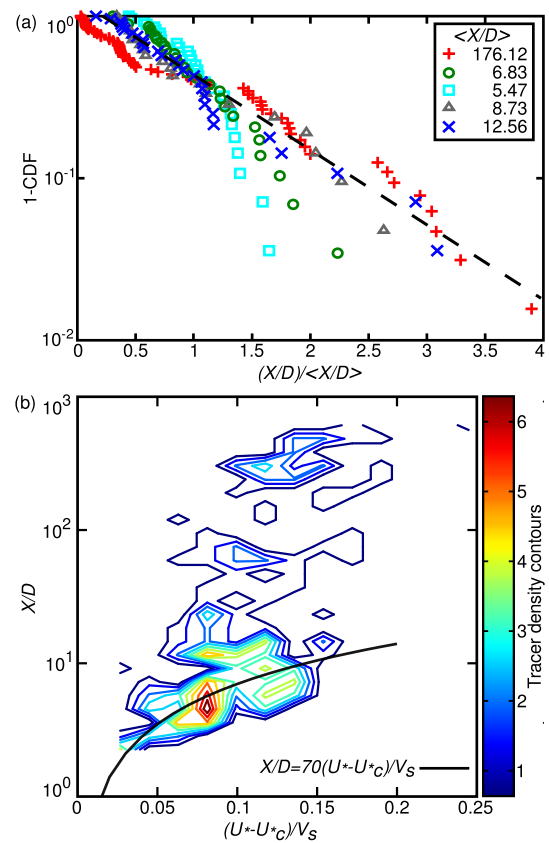 (a)
10^0
10^-1
10^-2
1-CDF
<X/D>
176.12
6.83
5.47
8.73
12.56
0 0.5 1 1.5 2 2.5 3 3.5 4
(X/D)/<X/D>
(b)
10^3
10^2
10^1
10^0
X/D
X/D=70(U*-U*c)/Vs
0 0.05 0.1 0.15 0.2 0.25
(U*-U*c)/Vs
6
5
4
3
2
1
Tracer density contours